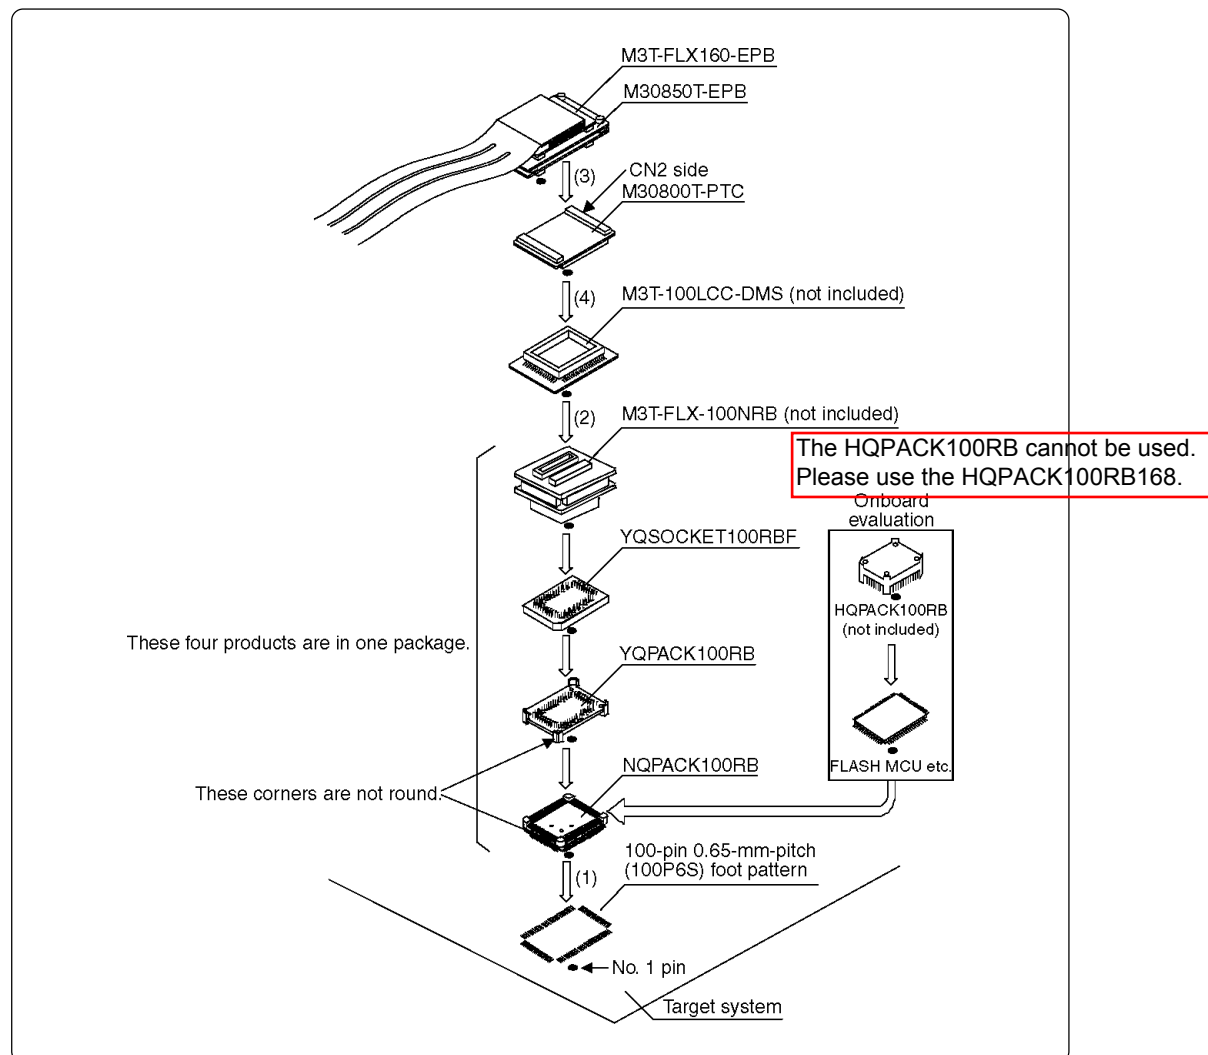 M3T-FLX160-EPB
M30850T-EPB
(3)
CN2 side
M30800T-PTC
(4)
M3T-100LCC-DMS (not included)
(2)
M3T-FLX-100NRB (not included)
The HQPACK100RB cannot be used.
Please use the HQPACK100RB168.
Onboard
evaluation
YQSOCKET100RBF
HQPACK100RB
(not included)
These four products are in one package.
YQPACK100RB
NQPACK100RB
FLASH MCU etc.
These corners are not round.
100-pin 0.65-mm-pitch
(100P6S) foot pattern
(1)
No. 1 pin
Target system